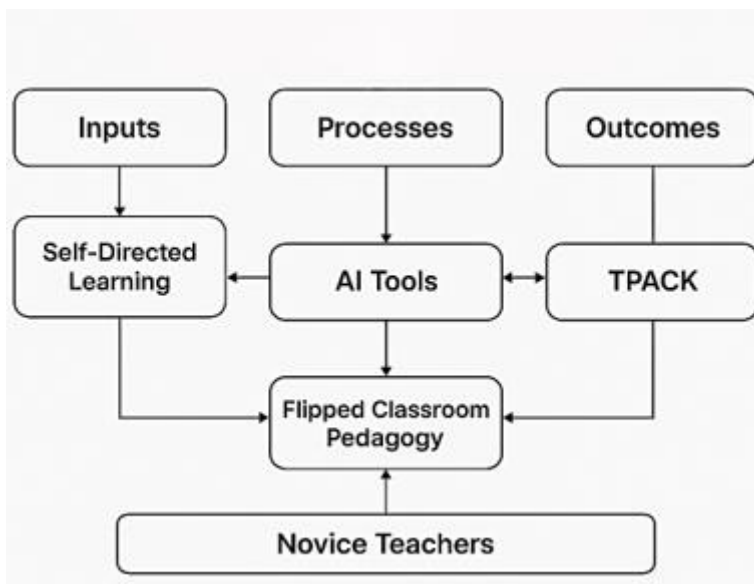 Inputs
Processes
Outcomes
Self-Directed
Learning
AI Tools
TPACK
Flipped Classroom
Pedagogy
Novice Teachers